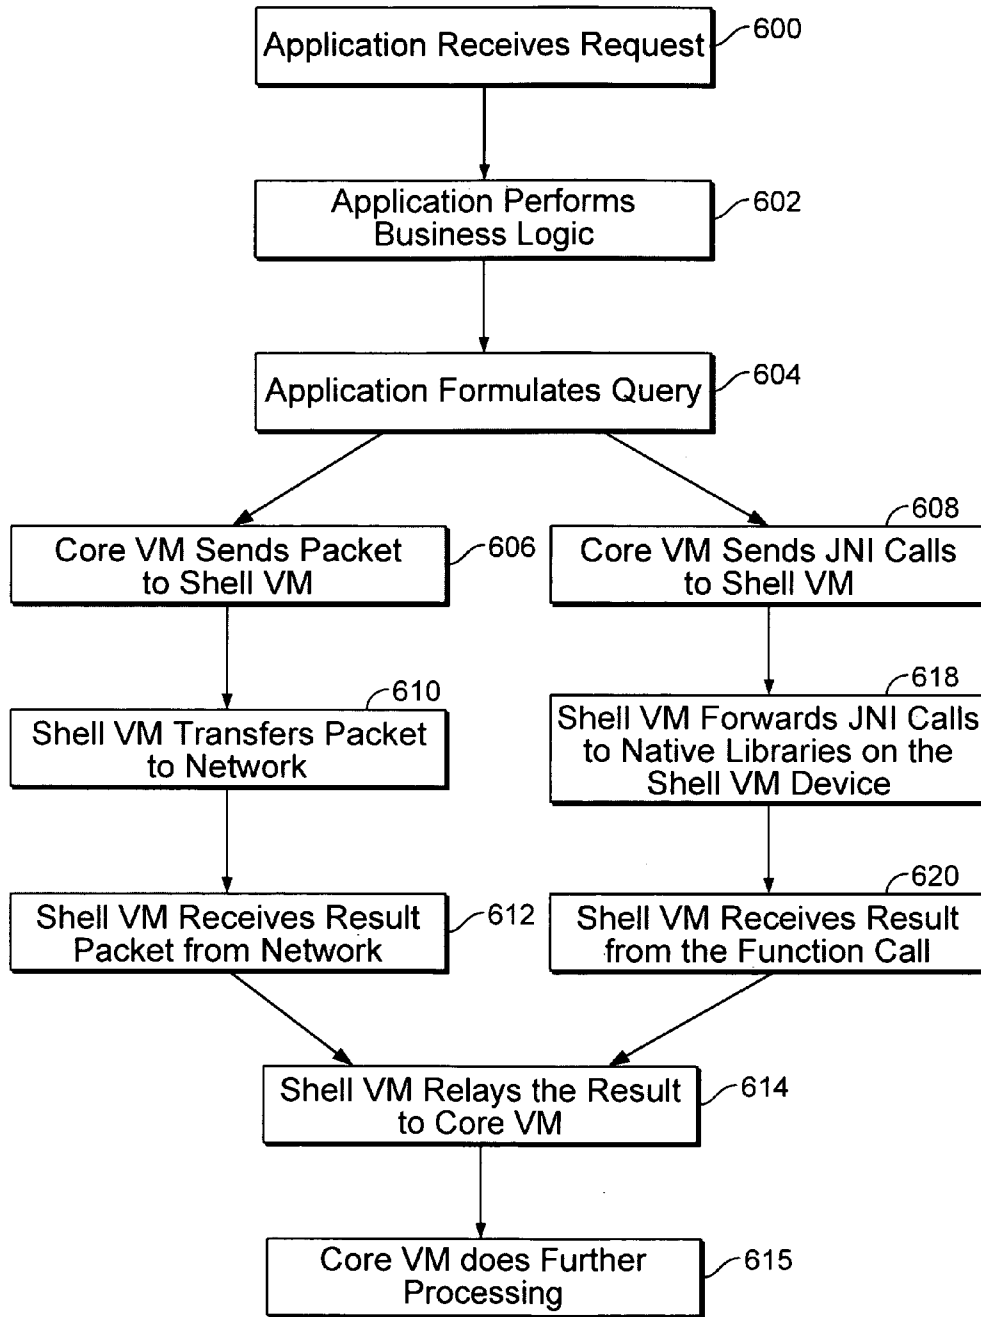 Application Receives Request
600
Application Performs
Business Logic
602
Application Formulates Query
604
Core VM Sends Packet
to Shell VM
606
608
Core VM Sends JNI Calls
to Shell VM
610
Shell VM Transfers Packet
to Network
618
Shell VM Forwards JNI Calls
to Native Libraries on the
Shell VM Device
Shell VM Receives Result
Packet from Network
612
620
Shell VM Receives Result
from the Function Call
Shell VM Relays the Result
to Core VM
614
Core VM does Further
Processing
615